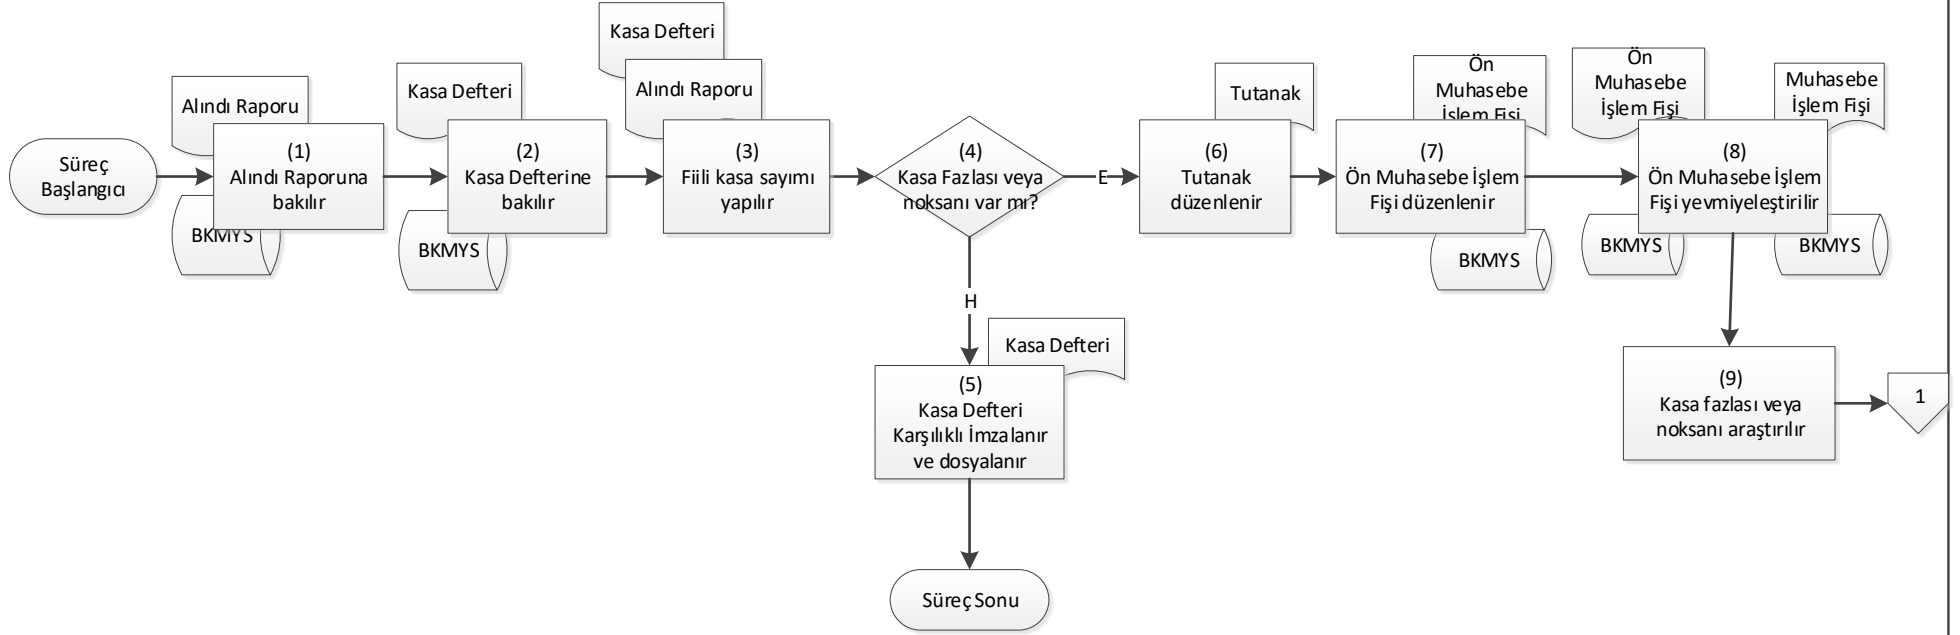 Süreç
Başlangıcı
Alındı Raporu
(1)
Alındı Raporuna
bakılır
BKMYS
Kasa Defteri
(2)
Kasa Defterine
bakılır
BKMYS
Kasa Defteri
Alındı Raporu
(3)
Fiili kasa sayımı
yapılır
(4)
Kasa Fazlası veya
noksanı var mı?
E
H
Kasa Defteri
(5)
Kasa Defteri
Karşılıklı İmzalanır
ve dosyalanır
Süreç Sonu
Tutanak
(6)
Tutanak
düzenlenir
Ön
Muhasebe
İşlem Fişi
(7)
Ön Muhasebe İşlem
Fişi düzenlenir
BKMYS
Ön
Muhasebe
İşlem Fişi
Muhasebe
İşlem Fişi
(8)
Ön Muhasebe İşlem
Fişi yevmiyeleştirilir
BKMYS
BKMYS
(9)
Kasa fazlası veya
noksanı araştırılır
1